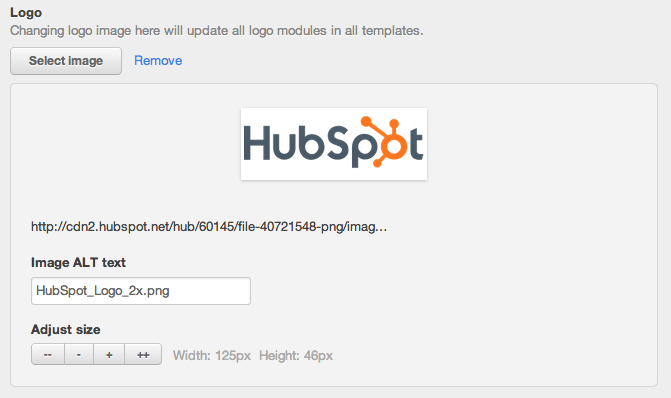 Logo
Changing logo image here will update all logo modules in all templates.
Select image Remove
HubSpot
http://cdn2.hubspot.net/hub/60145/file-40721548-png/imag...
Image ALT text
HubSpot_Logo_2x.png
Adjust size
-- - + ++ Width: 125px Height: 46px